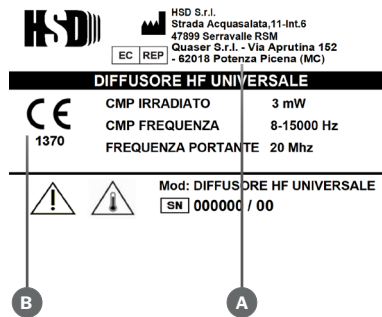 HSD
HSD S.r.l.
Strada Acquasalata,11-Int.6
47899 Serravalle RSM
EC REP
Quaser S.r.l. - Via Aprutina 152
- 62018 Potenza Picena (MC)
DIFFUSORE HF UNIVERSALE
CE
1370
CMP IRRADIATO 3 mW
CMP FREQUENZA 8-15000 Hz
FREQUENZA PORTANTE 20 Mhz
Mod: DIFFUSORE HF UNIVERSALE
SN 000000 / 00
B
A